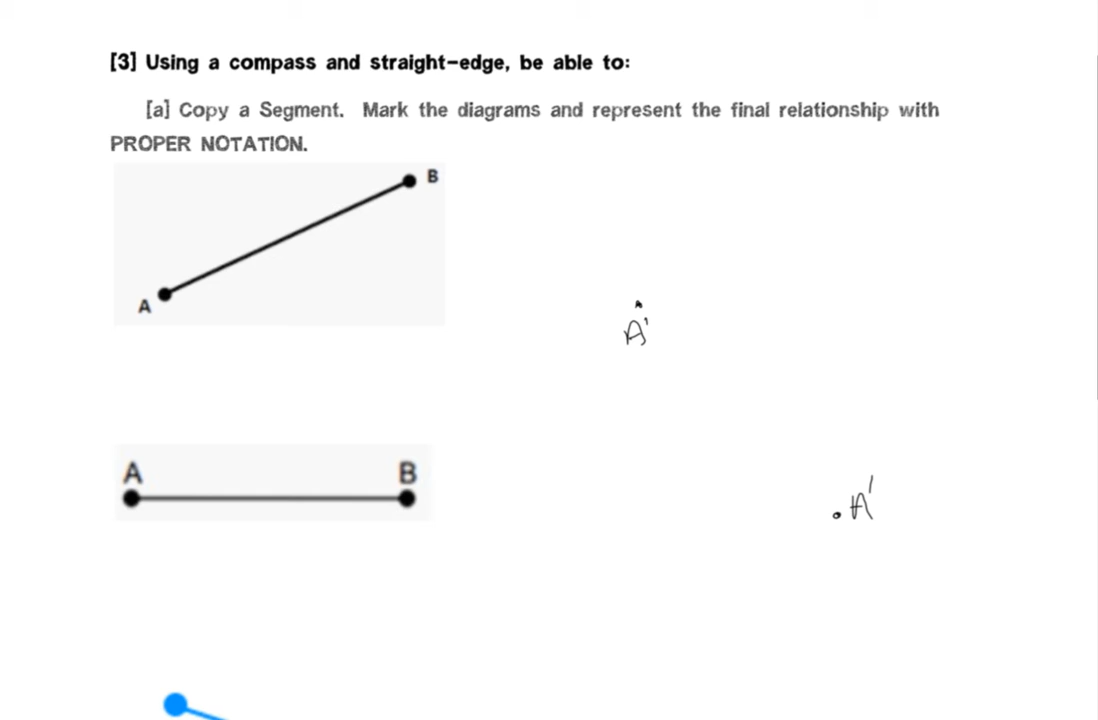 [3] Using a compass and straight-edge, be able to:
[a] Copy a Segment. Mark the diagrams and represent the final relationship with
PROPER NOTATION.
B
A
A'
A B
A'